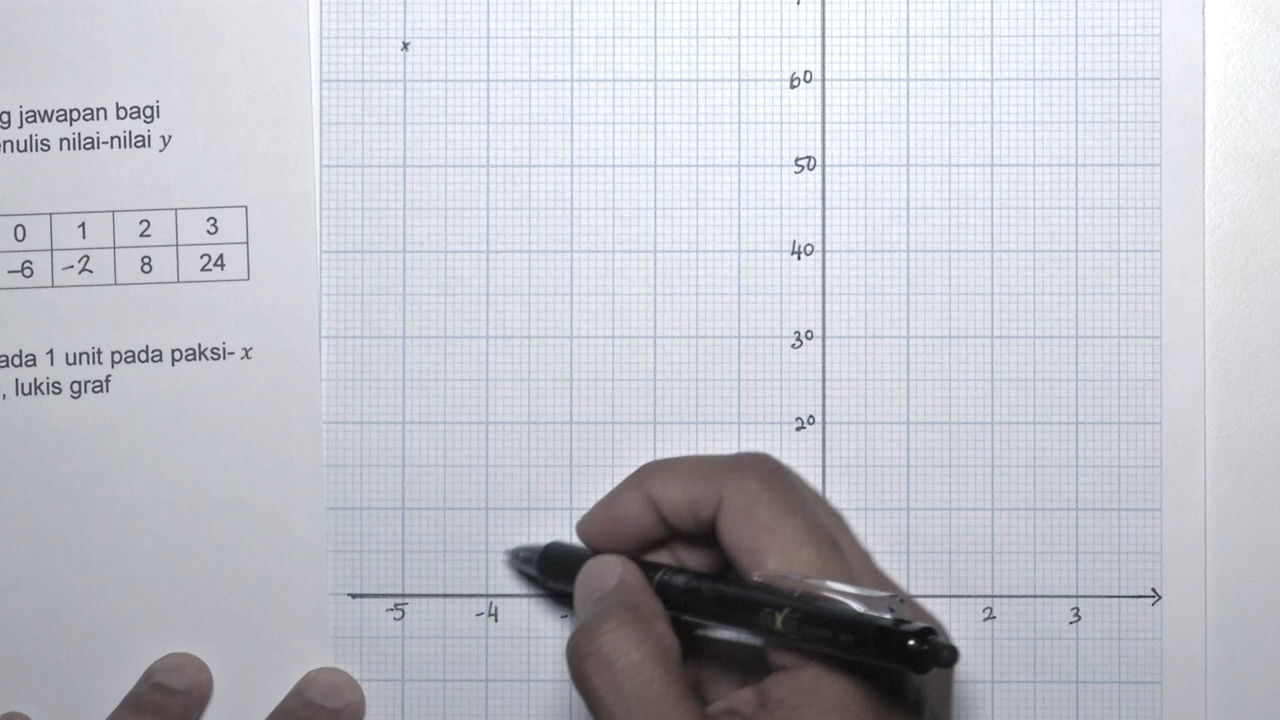 g jawapan bagi
enulis nilai-nilai y
0 1 2 3
–6 -2 8 24
ada 1 unit pada paksi- x
, lukis graf
x
60
50
40
30
20
-5 -4 2 3